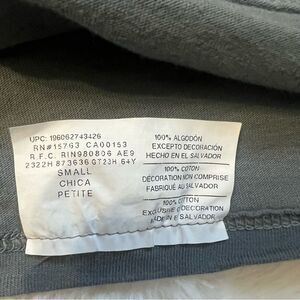 UPC: 196062743426
RN#15763 CA00153
R.F.C. RIN980806 AE9
2322H 873636 0723H 64Y
SMALL
CHICA
PETITE
100% ALGODÓN
EXCEPTO DECORACIÓN
HECHO EN EL SALVADOR
100% COTON
DÉCORATION NON COMPRISE
FABRIQUÉ AU SALVADOR
100% COTTON
EXCLUSIVE OF DECORATION
MADE IN EL SALVADOR